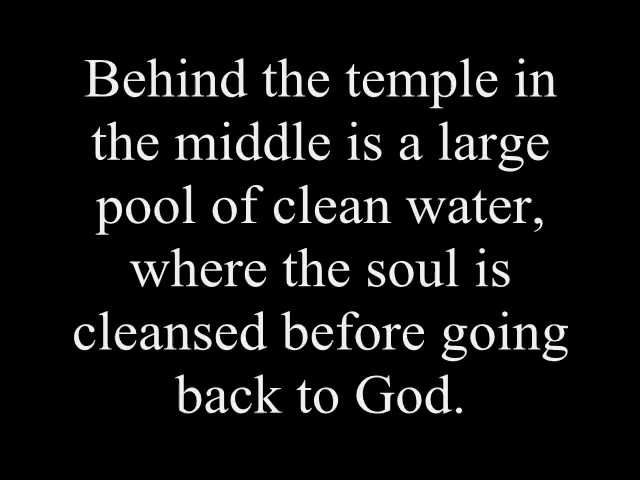 Behind the temple in
the middle is a large
pool of clean water,
where the soul is
cleansed before going
back to God.